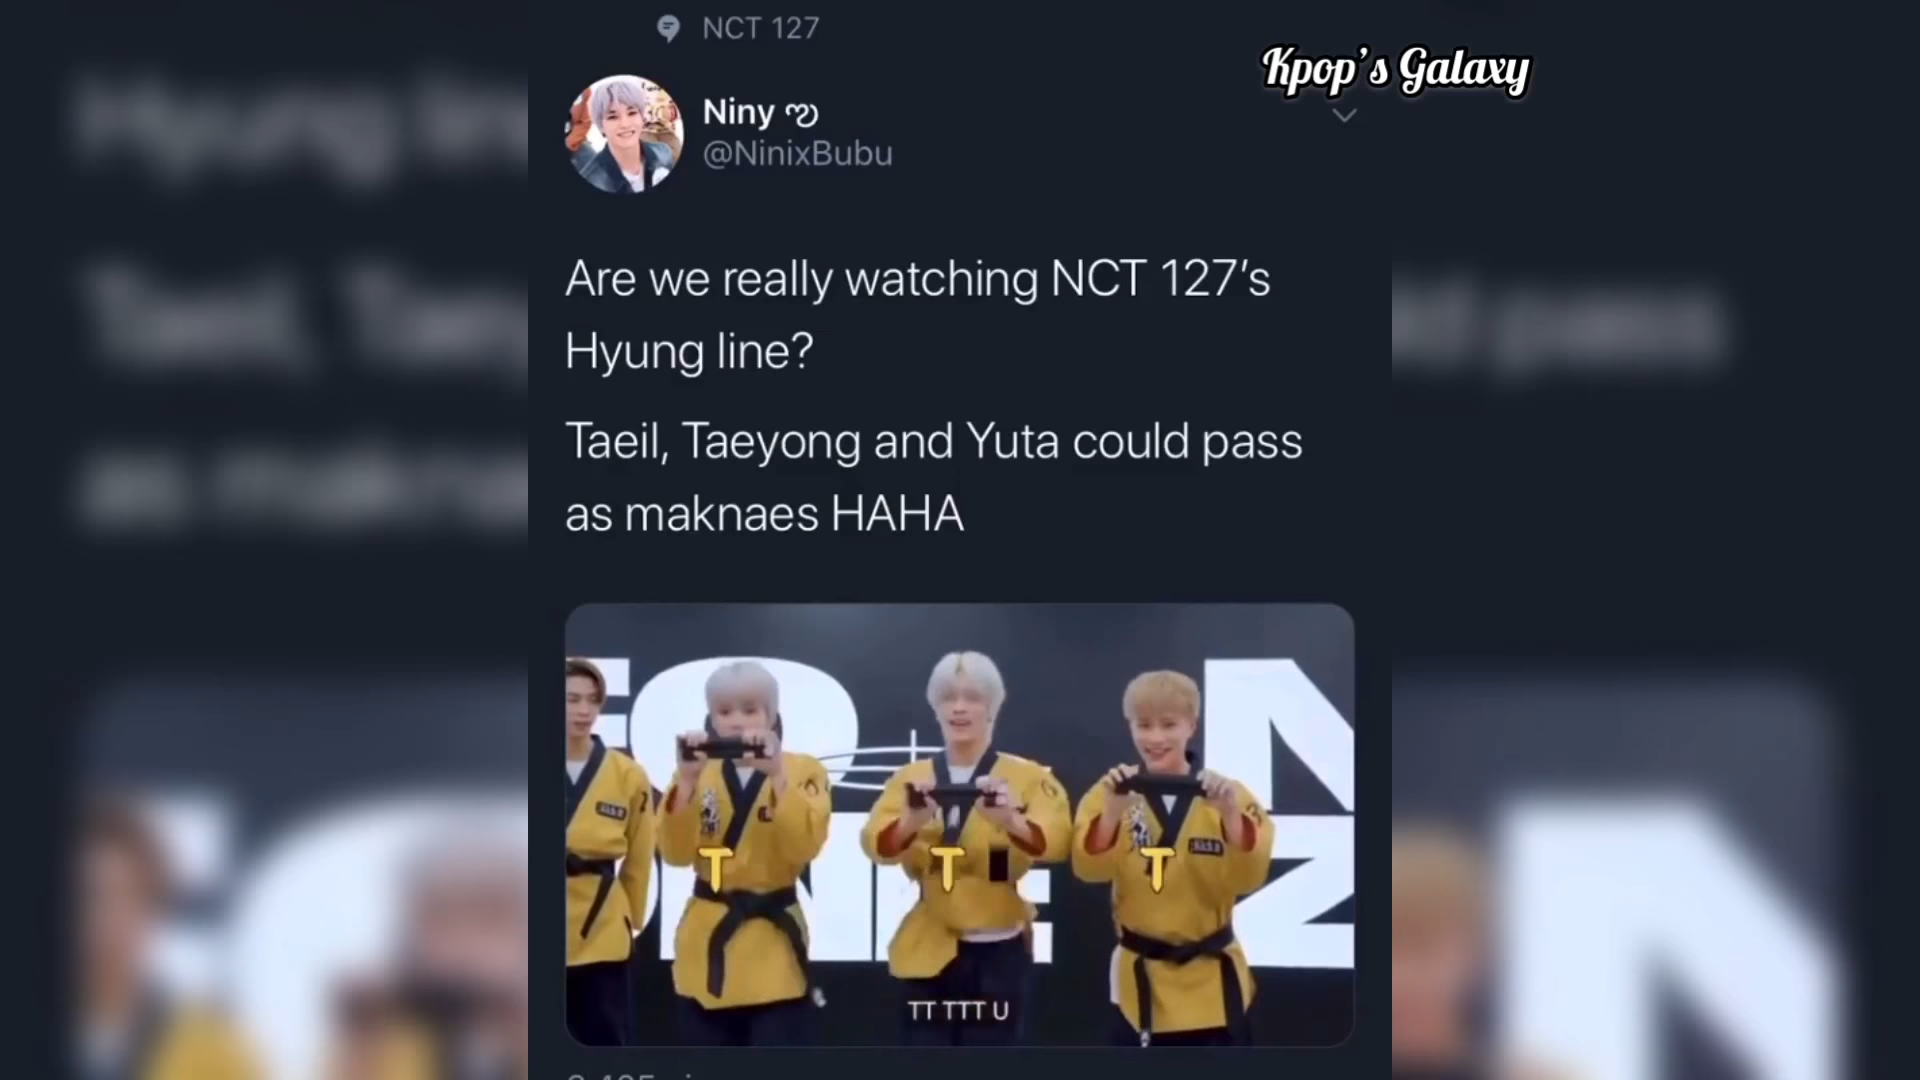 NCT 127
Kpop's Galaxy
Niny ღ
@NinixBubu
Are we really watching NCT 127's
Hyung line?
Taeil, Taeyong and Yuta could pass
as maknaes HAHA
T T T
TT TTT U